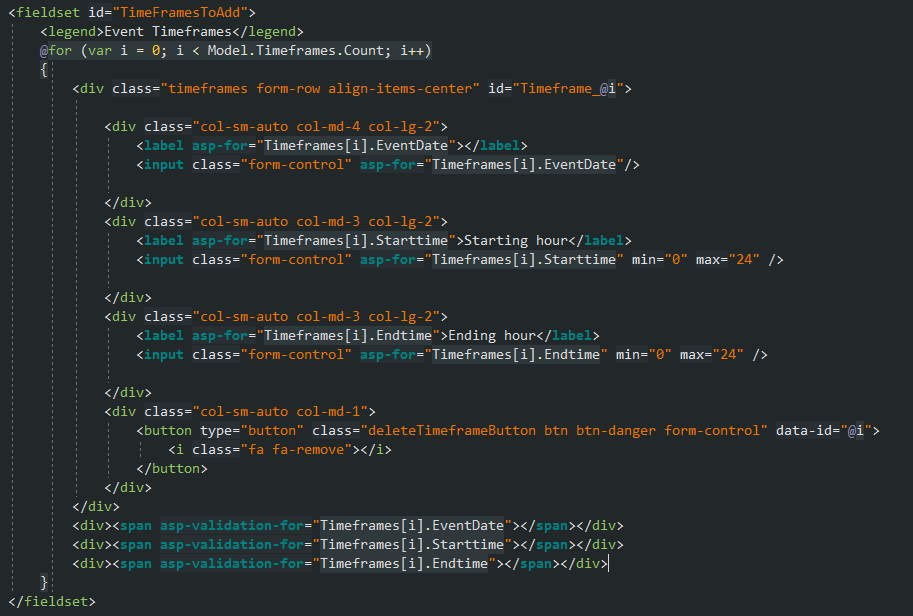 <fieldset id="TimeFramesToAdd">
<legend>Event Timeframes</legend>
@for (var i = 0; i < Model.Timeframes.Count; i++)
{
<div class="timeframes form-row align-items-center" id="Timeframe_@i">
<div class="col-sm-auto col-md-4 col-lg-2">
<label asp-for="Timeframes[i].EventDate"></label>
<input class="form-control" asp-for="Timeframes[i].EventDate"/>
</div>
<div class="col-sm-auto col-md-3 col-lg-2">
<label asp-for="Timeframes[i].Starttime">Starting hour</label>
<input class="form-control" asp-for="Timeframes[i].Starttime" min="0" max="24" />
</div>
<div class="col-sm-auto col-md-3 col-lg-2">
<label asp-for="Timeframes[i].Endtime">Ending hour</label>
<input class="form-control" asp-for="Timeframes[i].Endtime" min="0" max="24" />
</div>
<div class="col-sm-auto col-md-1">
<button type="button" class="deleteTimeframeButton btn btn-danger form-control" data-id="@i">
<i class="fa fa-remove"></i>
</button>
</div>
</div>
<div><span asp-validation-for="Timeframes[i].EventDate"></span></div>
<div><span asp-validation-for="Timeframes[i].Starttime"></span></div>
<div><span asp-validation-for="Timeframes[i].Endtime"></span></div>
}
</fieldset>